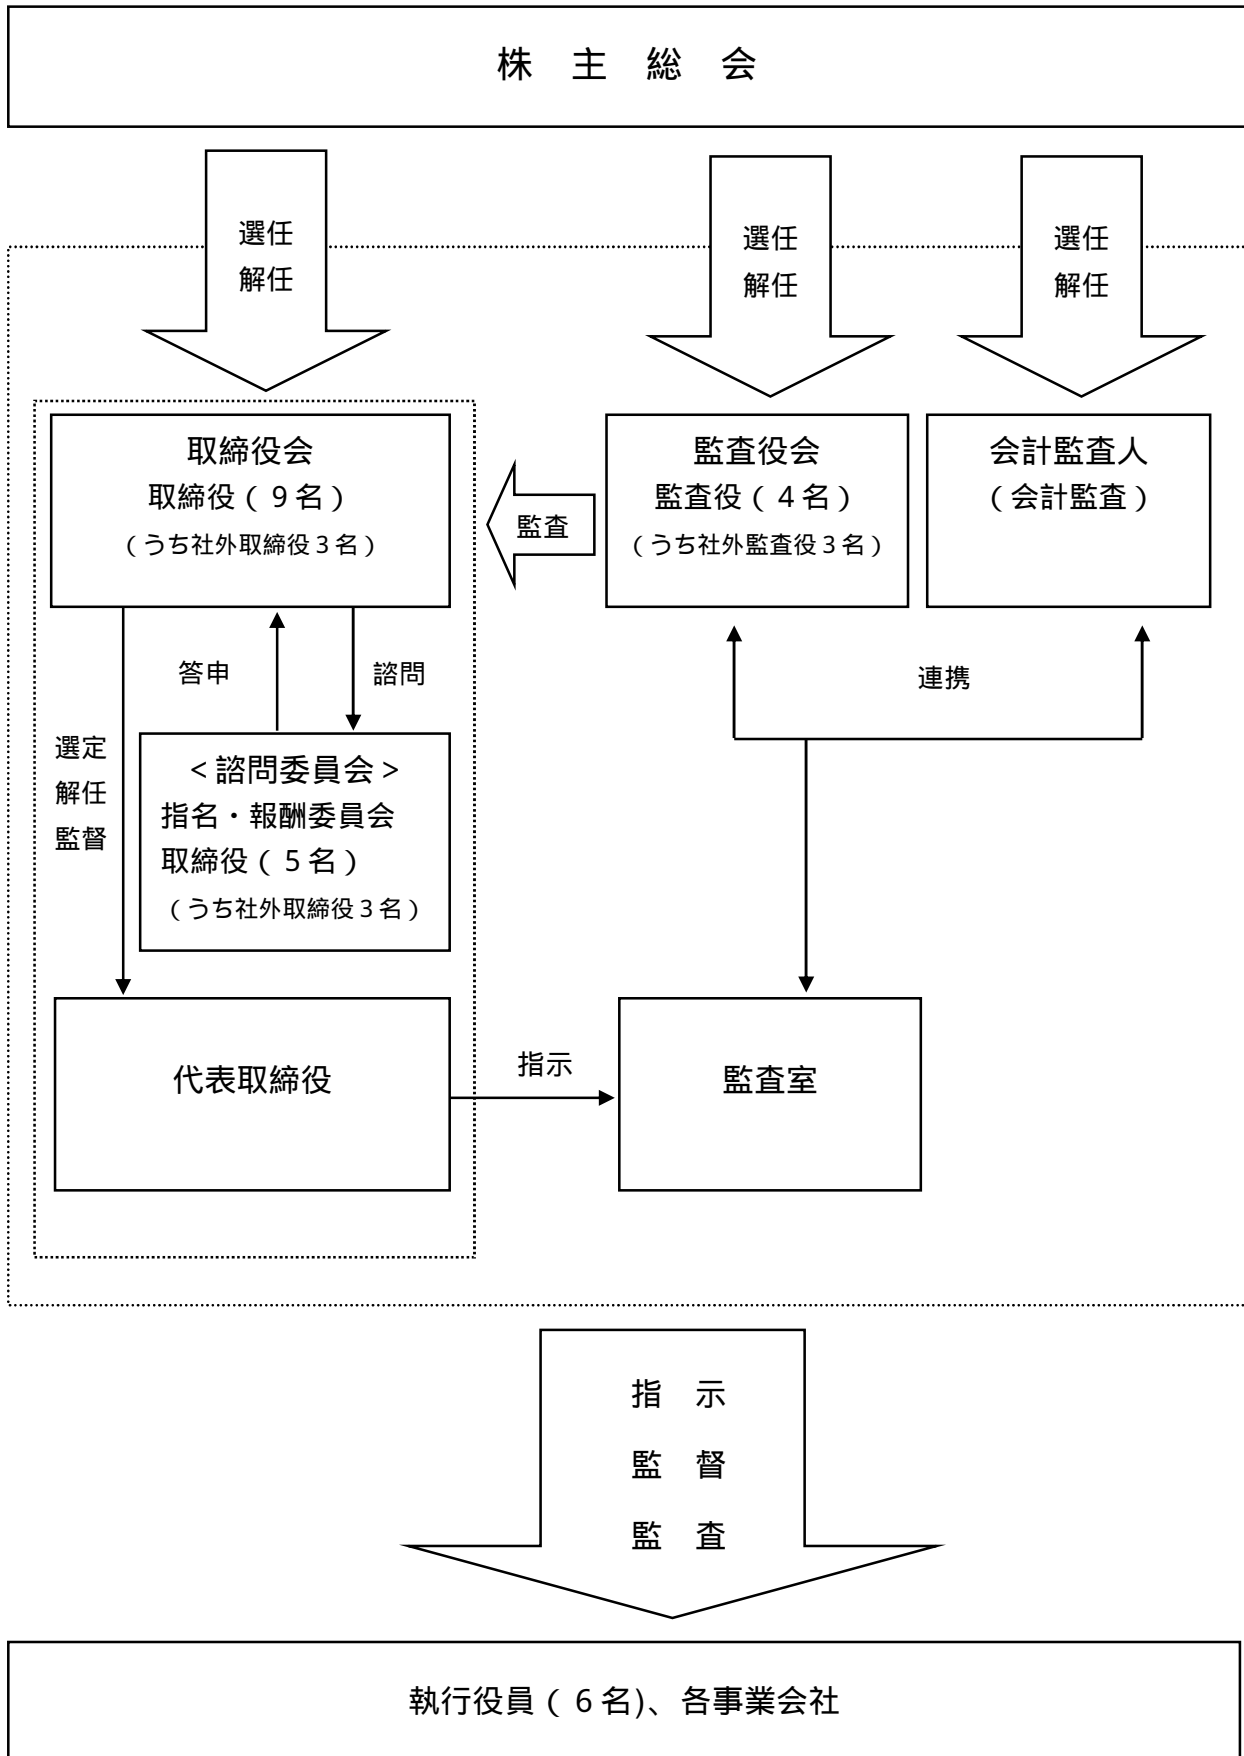 株 主 総 会
選任
解任
選任
解任
選任
解任
取締役会
取締役（9名）
（うち社外取締役3名）
監査
監査役会
監査役（4名）
（うち社外監査役3名）
会計監査人
（会計監査）
答申
諮問
連携
選定
解任
監督
＜諮問委員会＞
指名・報酬委員会
取締役（5名）
（うち社外取締役3名）
代表取締役
指示
監査室
指 示
監 督
監 査
執行役員（6名)、各事業会社